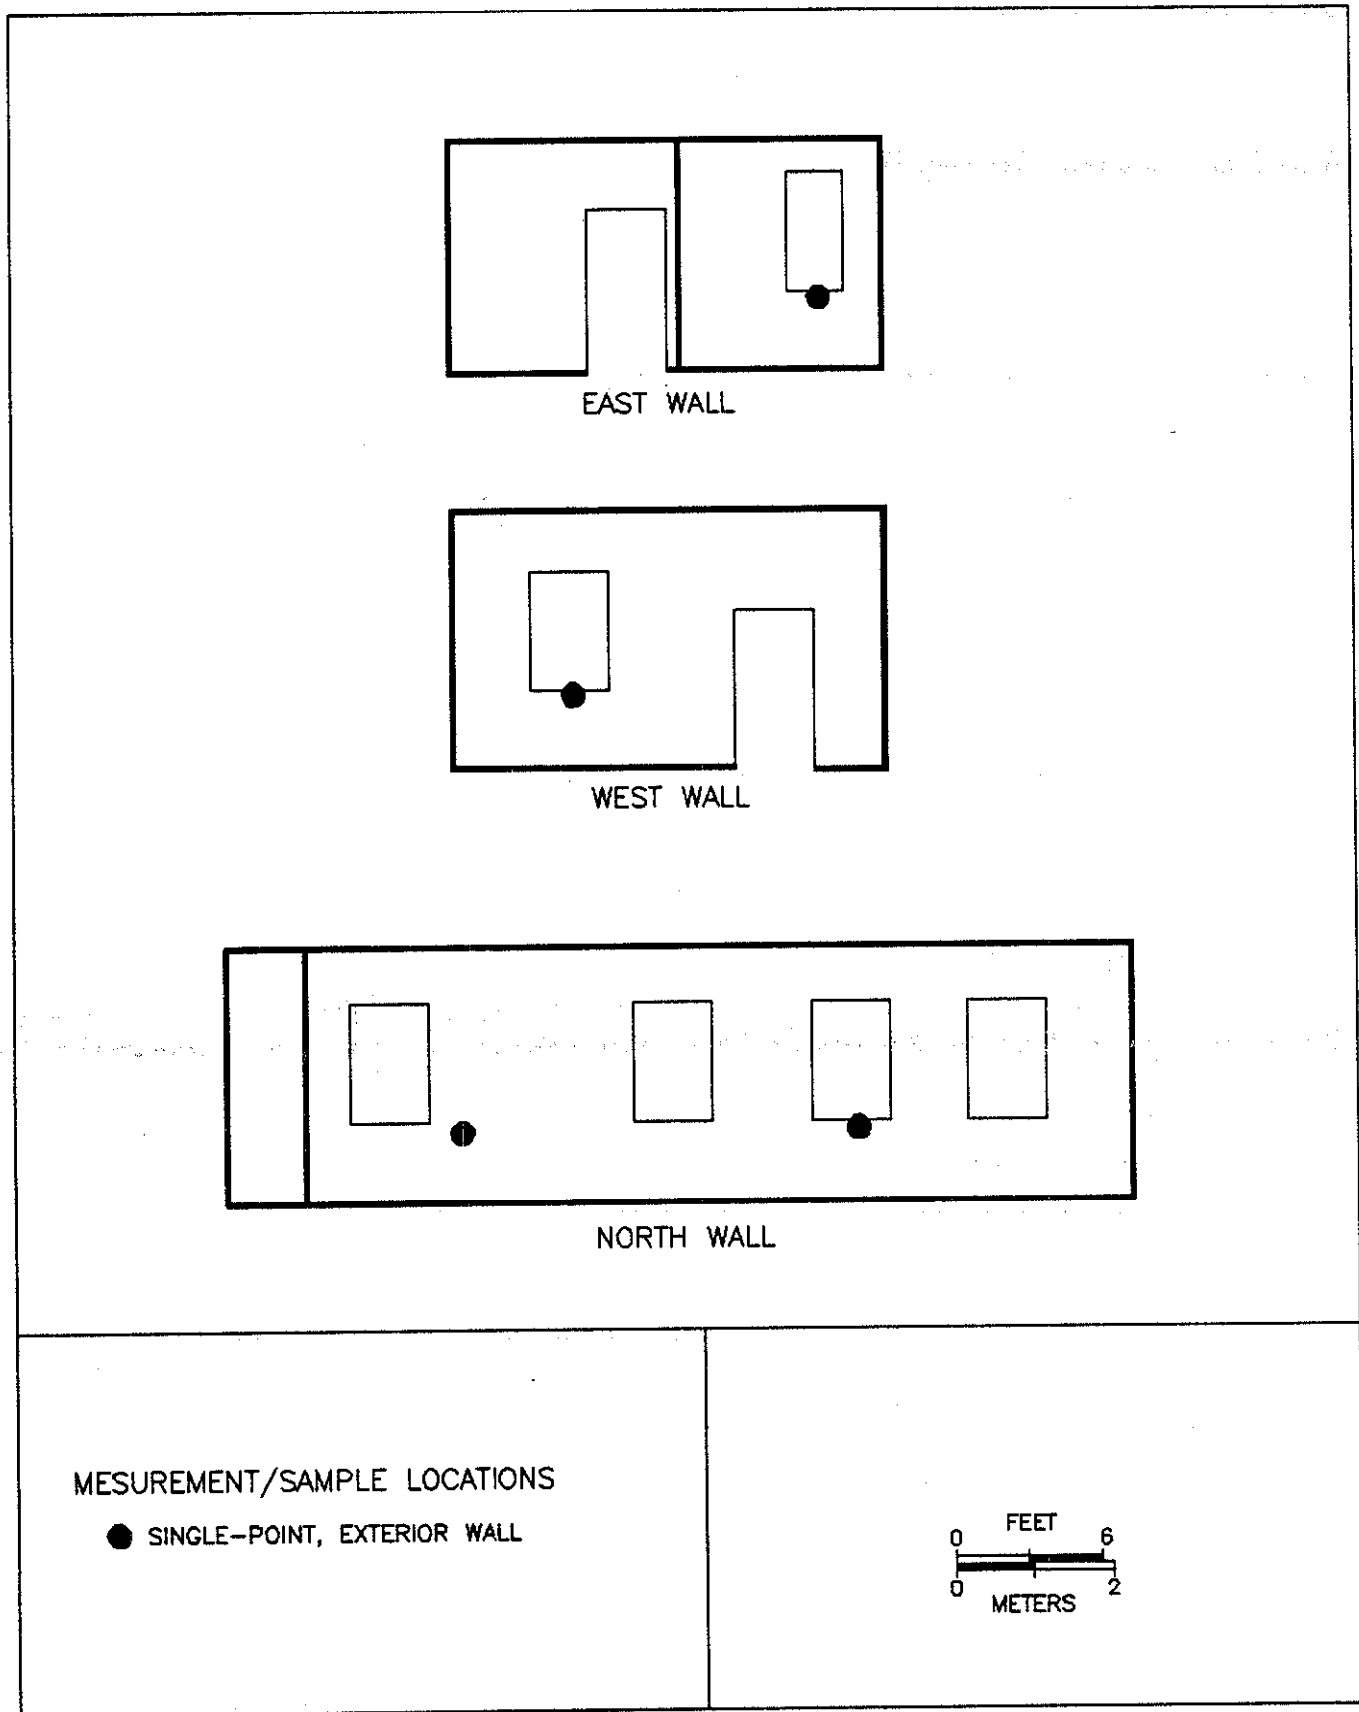 EAST WALL
WEST WALL
NORTH WALL
MESUREMENT/SAMPLE LOCATIONS
SINGLE-POINT, EXTERIOR WALL
FEET
0 6
0 2
METERS